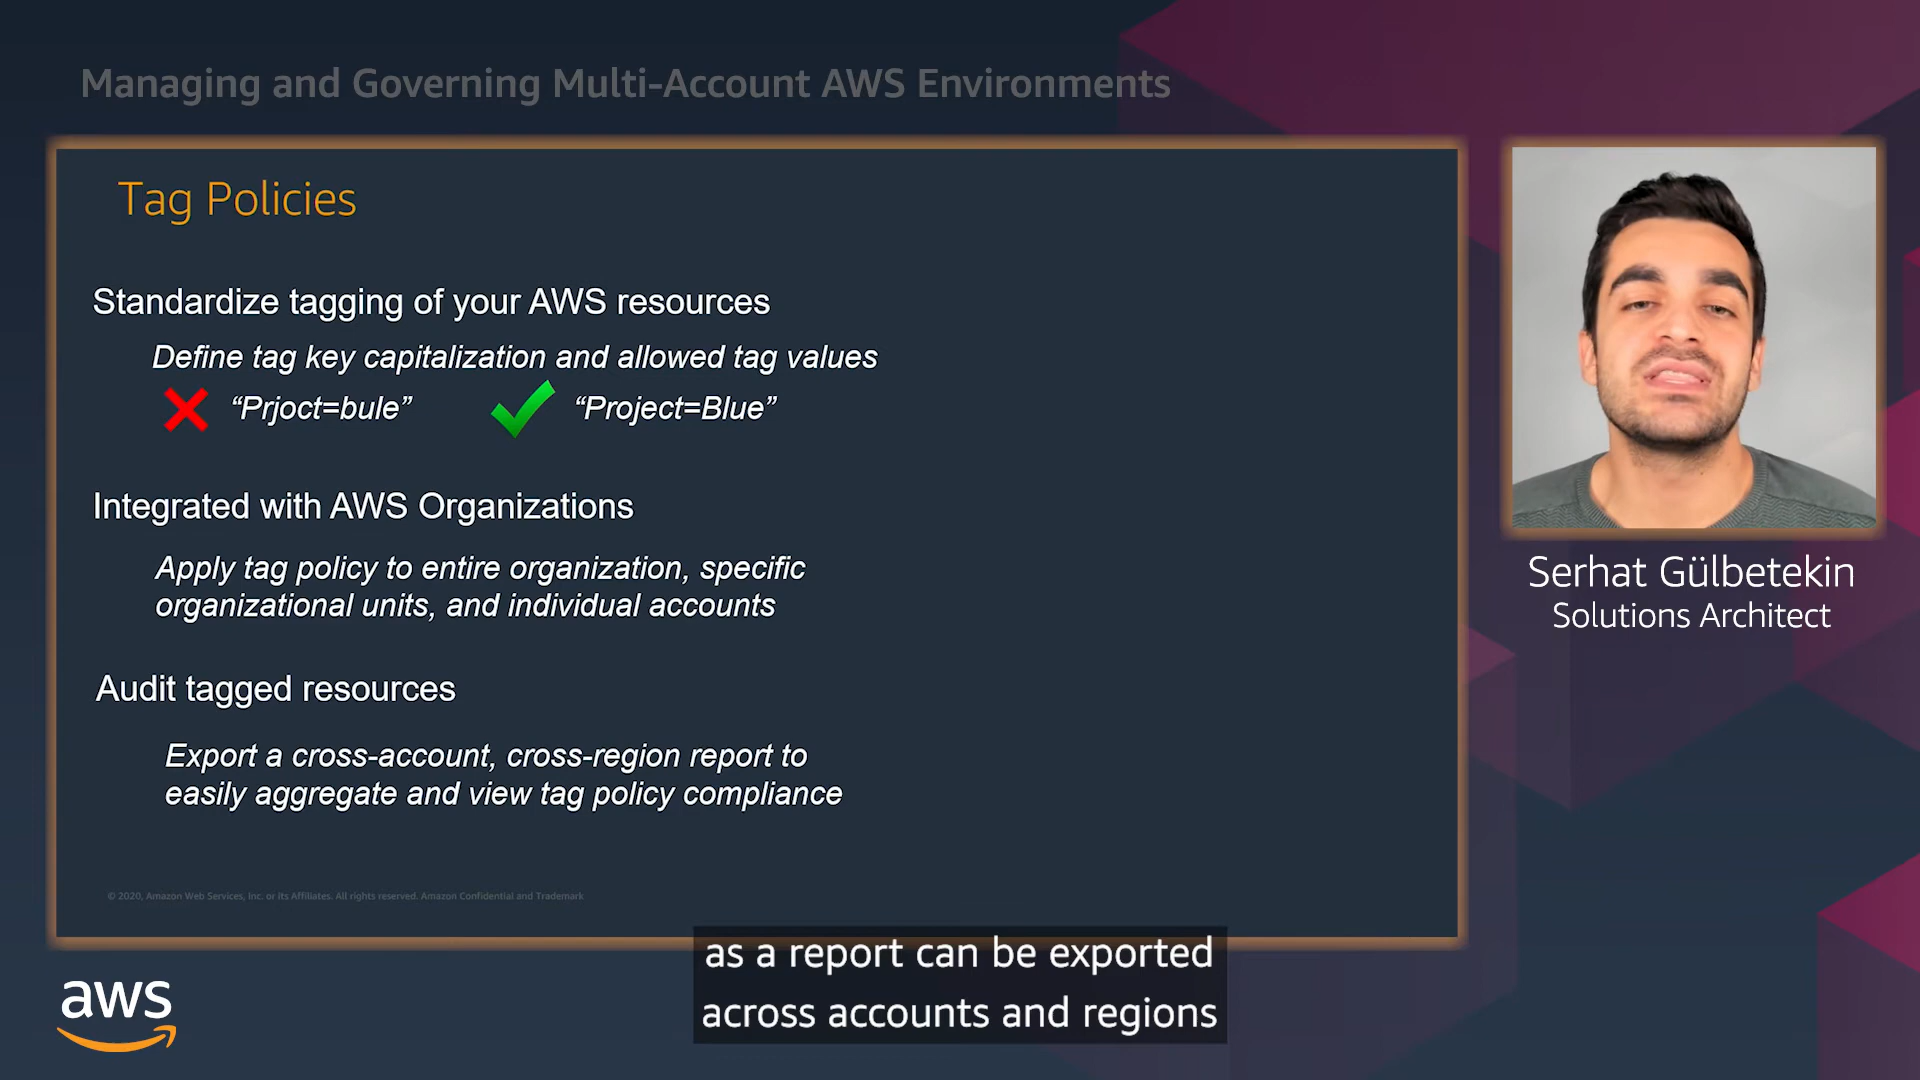 Managing and Governing Multi-Account AWS Environments
Tag Policies
Standardize tagging of your AWS resources
Define tag key capitalization and allowed tag values
“Prjoct=bule” “Project=Blue”
Integrated with AWS Organizations
Apply tag policy to entire organization, specific
organizational units, and individual accounts
Audit tagged resources
Export a cross-account, cross-region report to
easily aggregate and view tag policy compliance
© 2020, Amazon Web Services, Inc. or its Affiliates. All rights reserved. Amazon Confidential and Trademark
Serhat Gülbetekin
Solutions Architect
as a report can be exported
across accounts and regions
aws